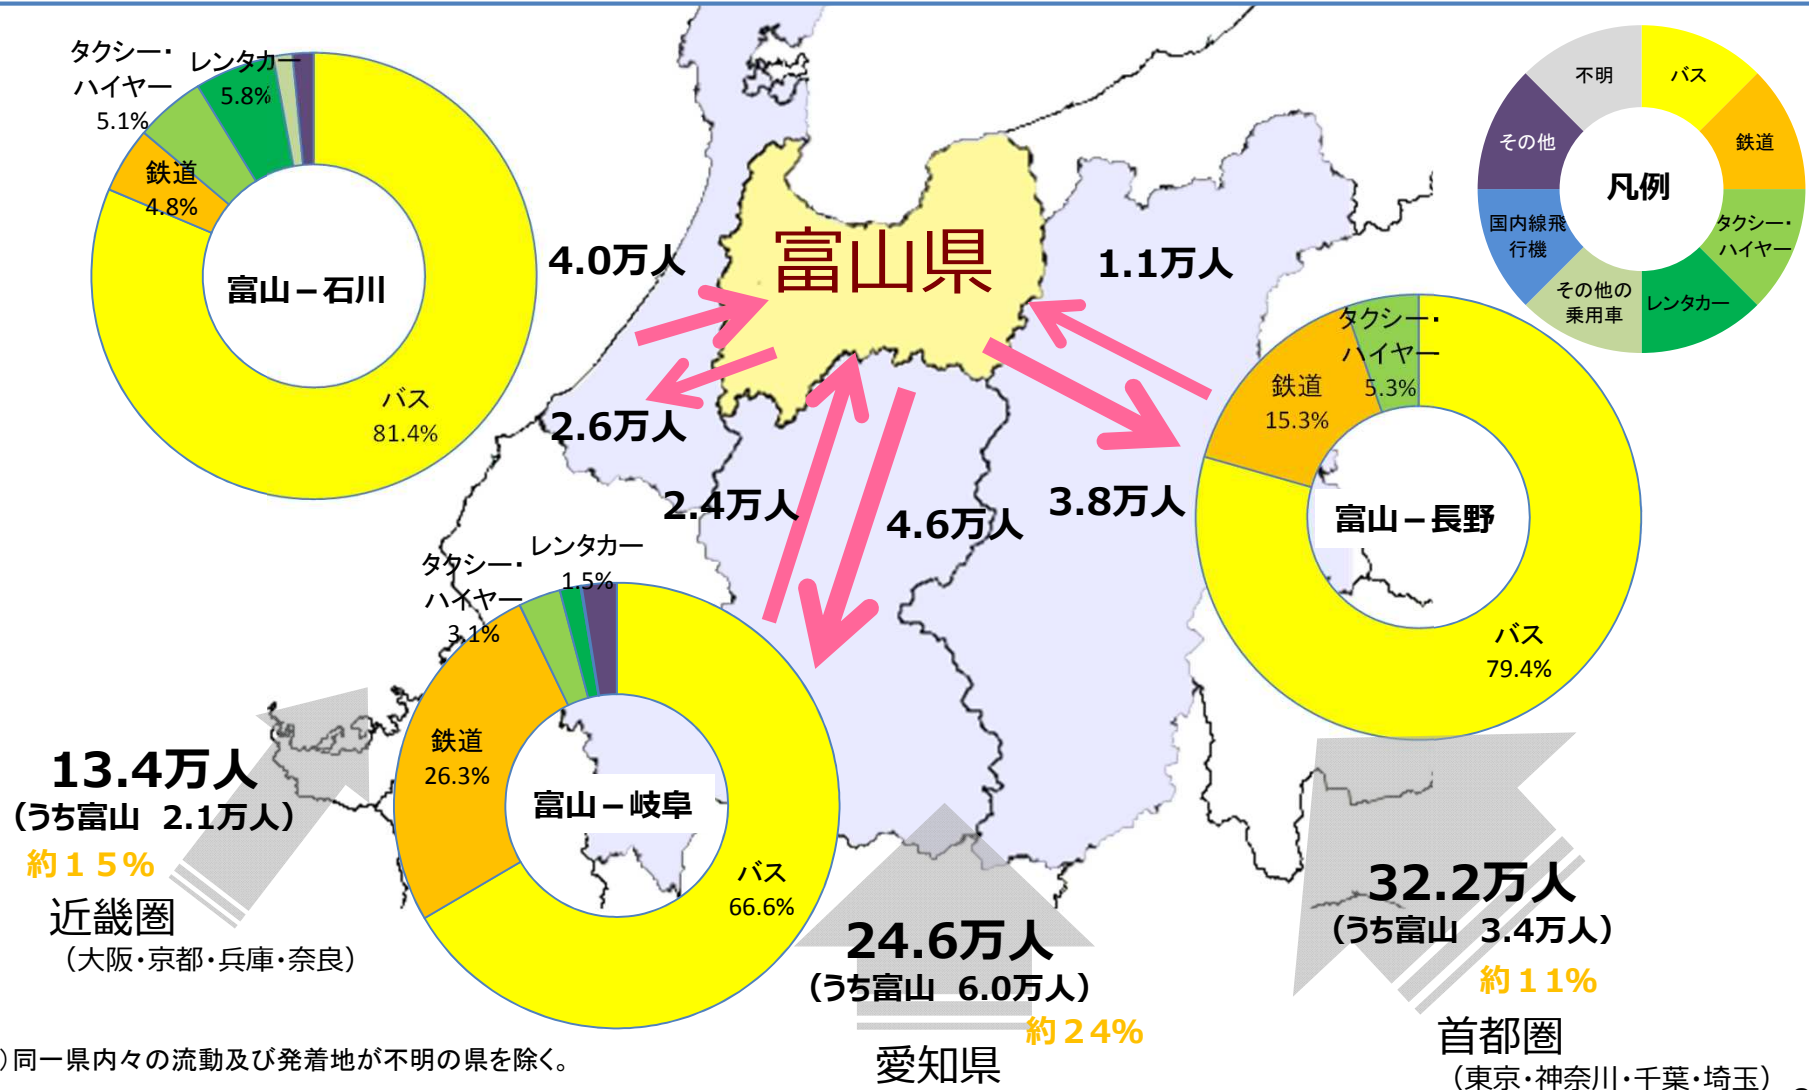 タクシー・
ハイヤー
5.1%
レンタカー
5.8%
鉄道
4.8%
富山－石川
バス
81.4%
4.0万人
富山県
1.1万人
2.6万人
2.4万人
4.6万人
3.8万人
不明
バス
その他
鉄道
凡例
国内線飛
行機
タクシー・
ハイヤー
その他の
乗用車
レンタカー
タクシー・
ハイヤー
5.3%
鉄道
15.3%
富山－長野
バス
79.4%
レンタカー
1.5%
タクシー・
ハイヤー
3.1%
鉄道
26.3%
富山－岐阜
バス
66.6%
13.4万人
（うち富山 2.1万人）
約１５%
近畿圏
（大阪・京都・兵庫・奈良）
24.6万人
（うち富山 6.0万人）
約２４%
愛知県
32.2万人
（うち富山 3.4万人）
約１１%
首都圏
（東京・神奈川・千葉・埼玉）
）同一県内々の流動及び発着地が不明の県を除く。